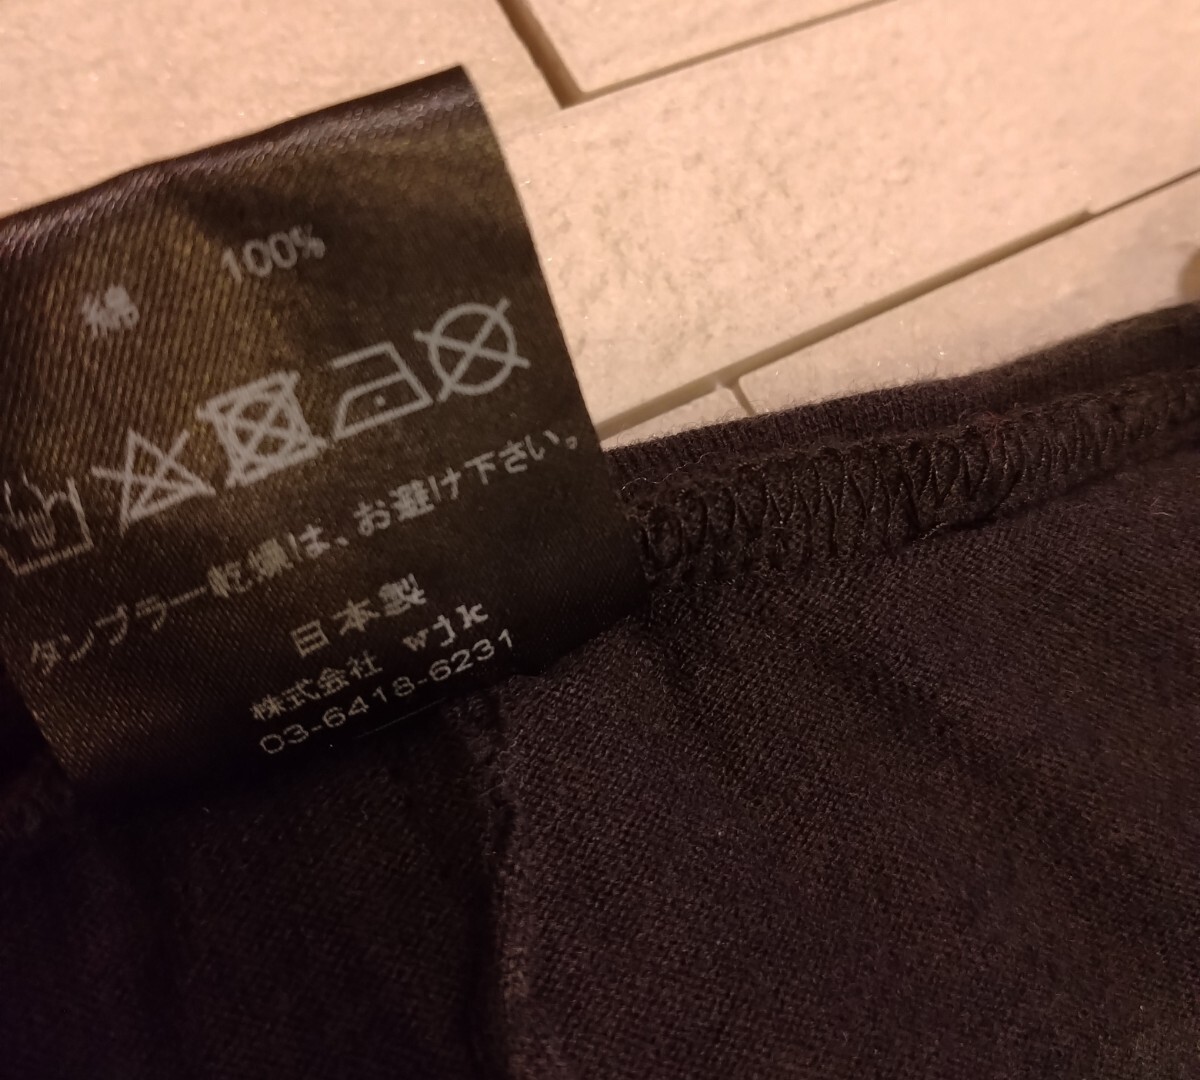 綿 100%
タンブラー乾燥は、お避け下さい。
日本製
株式会社 wjk
03-6418-6231